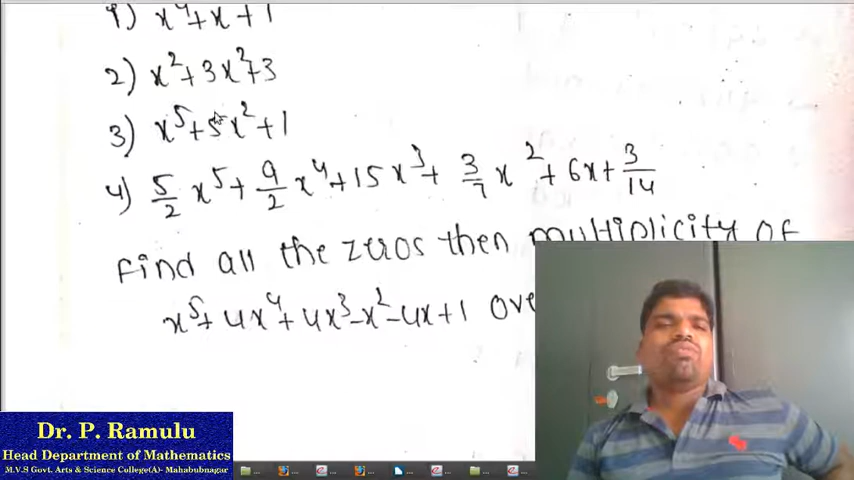 1) x⁴+x+1
2) x²+3x²+3
3) x⁵+5x²+1
4) 5/2 x⁵+ 9/2 x⁴+15x³+ 3/7 x²+6x+ 3/14
find all the zeros then multiplicity of
x⁵+4x⁴+4x³-x²-4x+1
Dr. P. Ramulu
Head Department of Mathematics
M.V.S Govt. Arts & Science College(A)- Mahabubnagar